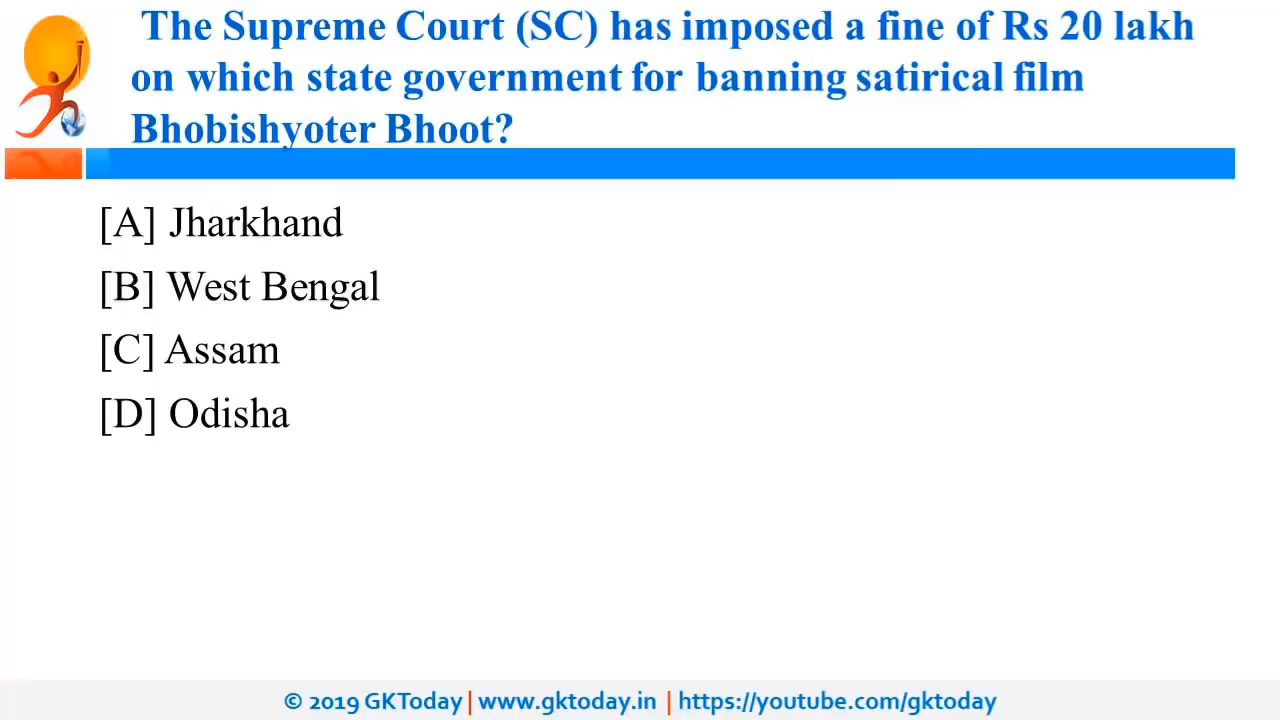 The Supreme Court (SC) has imposed a fine of Rs 20 lakh
on which state government for banning satirical film
Bhobishyoter Bhoot?
[A] Jharkhand
[B] West Bengal
[C] Assam
[D] Odisha
© 2019 GKToday | www.gktoday.in | https://youtube.com/gktoday